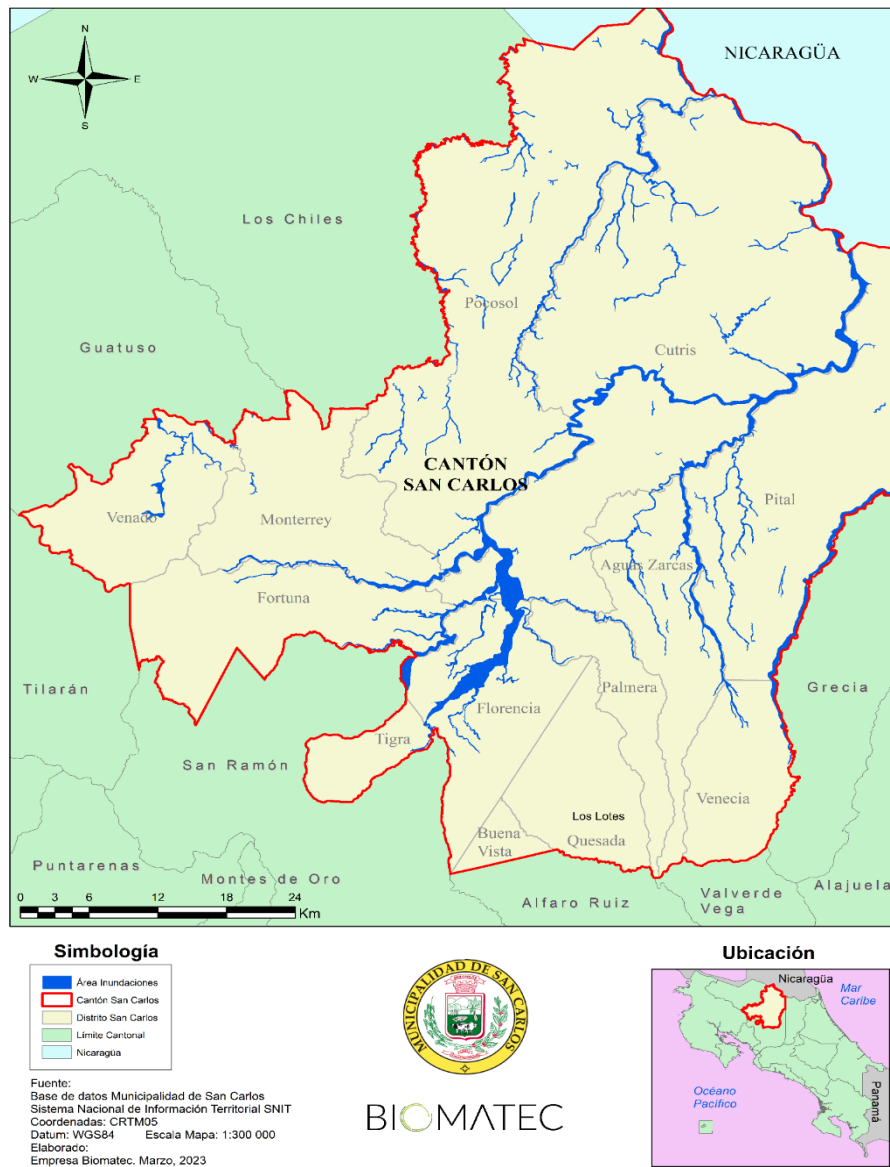 N
W E
S
NICARAGÜA
Los Chiles
Guatuso
Pocosol
Cutris
CANTÓN
SAN CARLOS
Venado
Monterrey
Pital
Aguas Zarcas
Fortuna
Tilarán
Grecia
Palmera
Florencia
Tigra
San Ramón
Venecia
Los Lotes
Buena
Vista
Quesada
Puntarenas
Montes de Oro
Alajuela
Valverde
Vega
Alfaro Ruiz
0 3 6 12 18 24
Km
Simbología
Área Inundaciones
Cantón San Carlos
Distrito San Carlos
Límite Cantonal
Nicaragüa
Fuente:
Base de datos Municipalidad de San Carlos
Sistema Nacional de Información Territorial SNIT
Coordenadas: CRTM05
Datum: WGS84 Escala Mapa: 1:300 000
Elaborado:
Empresa Biomatec. Marzo, 2023
MUNICIPALIDAD DE SAN CARLOS
BIOMATEC
Ubicación
Nicaragüa
Mar
Caribe
Océano
Pacífico
Panamá